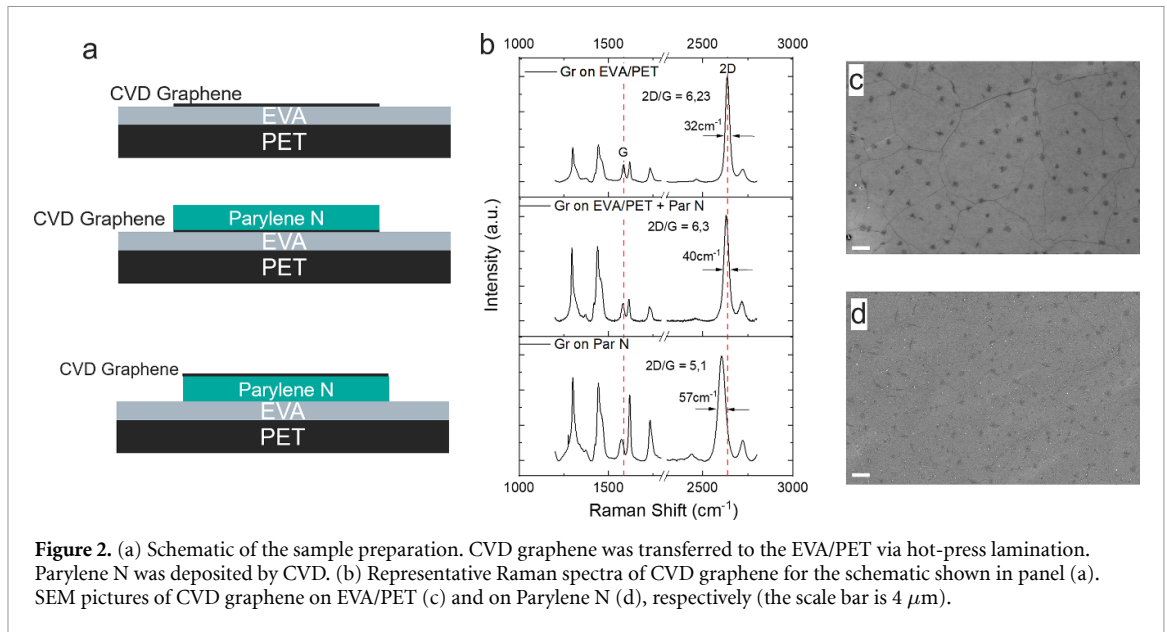 a
CVD Graphene
EVA
PET
CVD Graphene
Parylene N
EVA
PET
CVD Graphene
Parylene N
EVA
PET
b
1000 1500 2500 3000
Gr on EVA/PET
2D
2D/G = 6,23
32cm⁻¹
G
Gr on EVA/PET + Par N
2D/G = 6,3
40cm⁻¹
Gr on Par N
2D/G = 5,1
57cm⁻¹
Intensity (a.u.)
1000 1500 2500 3000
Raman Shift (cm⁻¹)
c
d
Figure 2. (a) Schematic of the sample preparation. CVD graphene was transferred to the EVA/PET via hot-press lamination.
Parylene N was deposited by CVD. (b) Representative Raman spectra of CVD graphene for the schematic shown in panel (a).
SEM pictures of CVD graphene on EVA/PET (c) and on Parylene N (d), respectively (the scale bar is 4 μm).